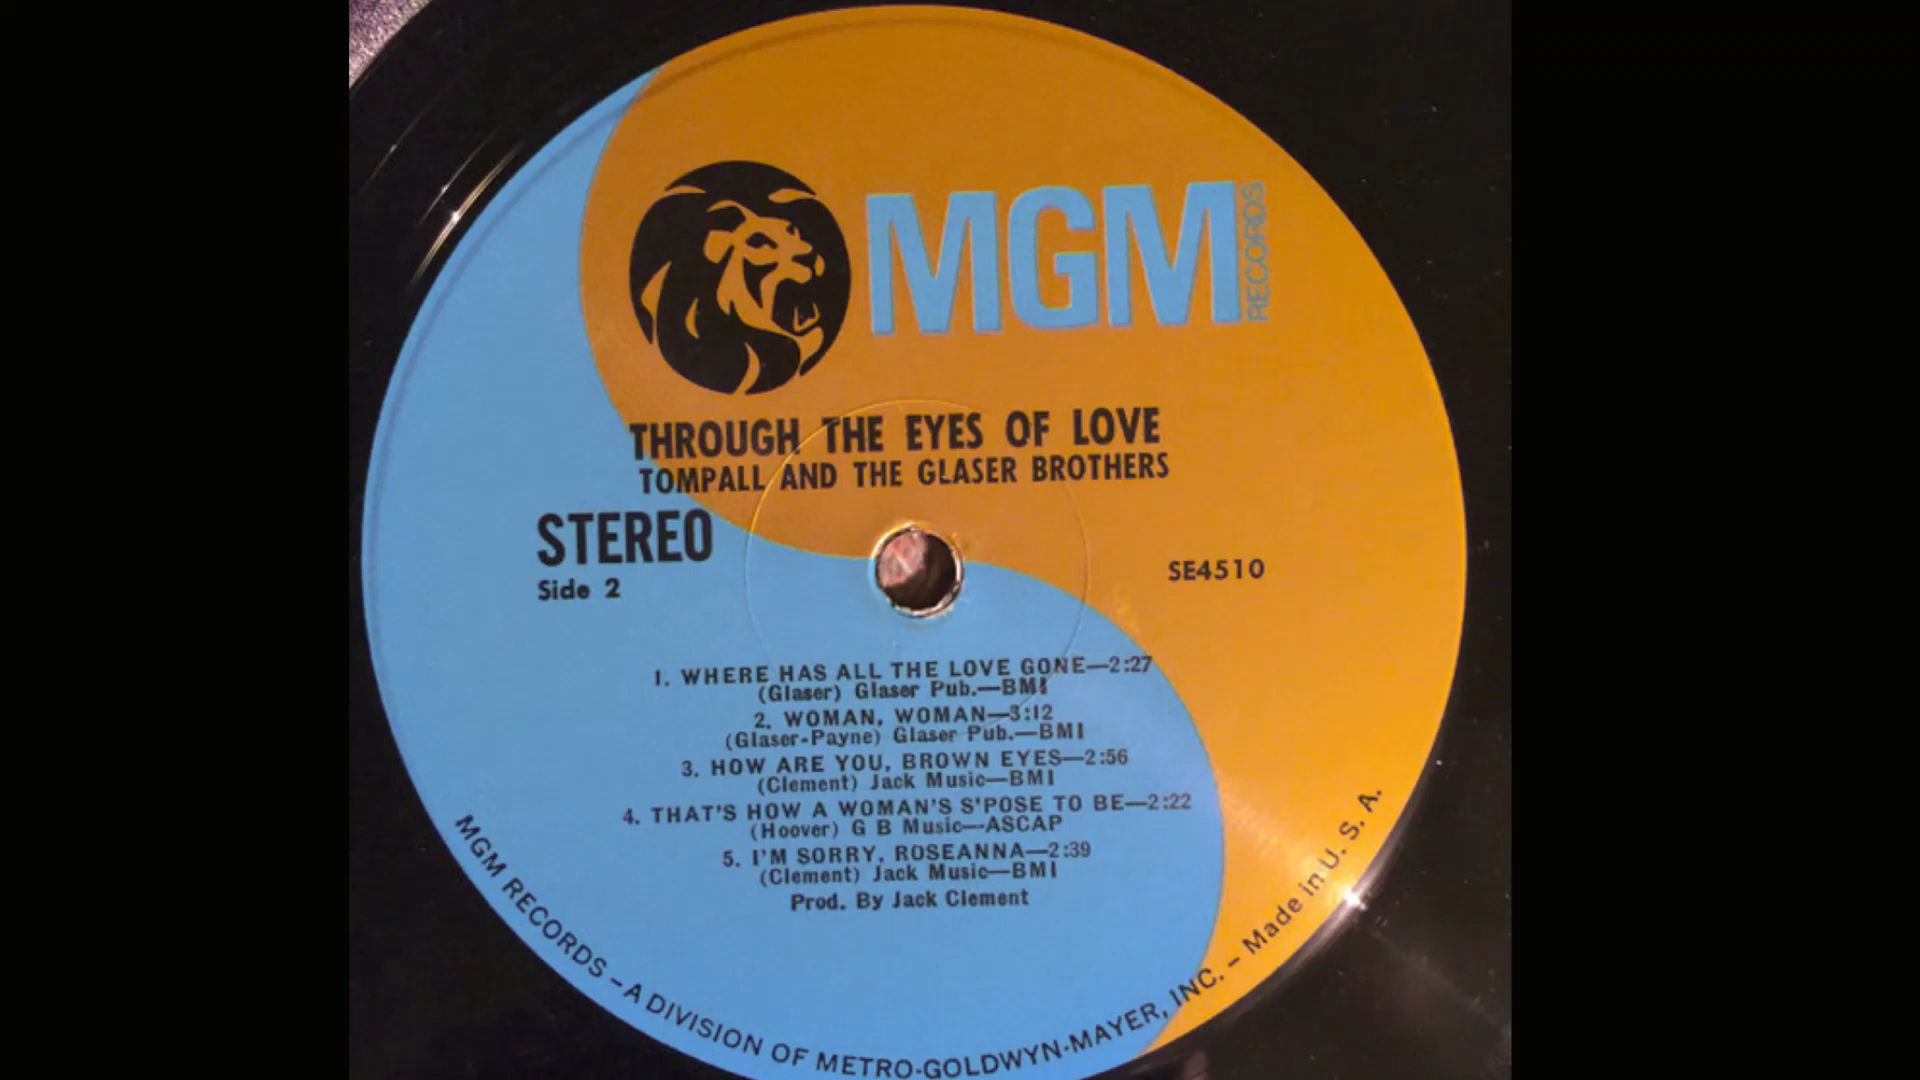 MGM RECORDS
THROUGH THE EYES OF LOVE
TOMPALL AND THE GLASER BROTHERS
STEREO
Side 2
SE4510
1. WHERE HAS ALL THE LOVE GONE—2:27
(Glaser) Glaser Pub.—BMI
2. WOMAN, WOMAN—3:12
(Glaser-Payne) Glaser Pub.—BMI
3. HOW ARE YOU, BROWN EYES—2:56
(Clement) Jack Music—BMI
4. THAT'S HOW A WOMAN'S S'POSE TO BE—2:22
(Hoover) G B Music—ASCAP
5. I'M SORRY, ROSEANNA—2:39
(Clement) Jack Music—BMI
Prod. By Jack Clement
MGM RECORDS – A DIVISION OF METRO-GOLDWYN-MAYER, INC. – Made in U. S. A.